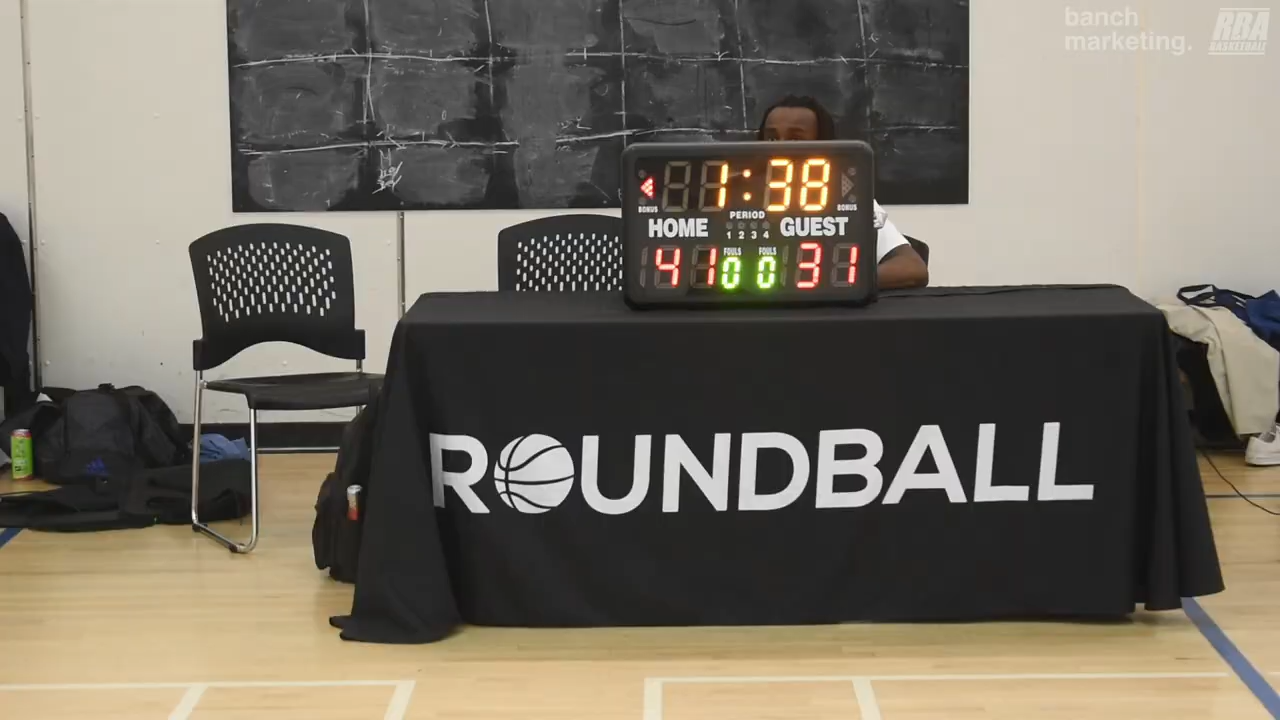 banch
marketing.
RBA
BASKETBALL
1:38
BONUS
BONUS
PERIOD
HOME
GUEST
1 2 3 4
FOULS
FOULS
41
0
0
31
ROUNDBALL